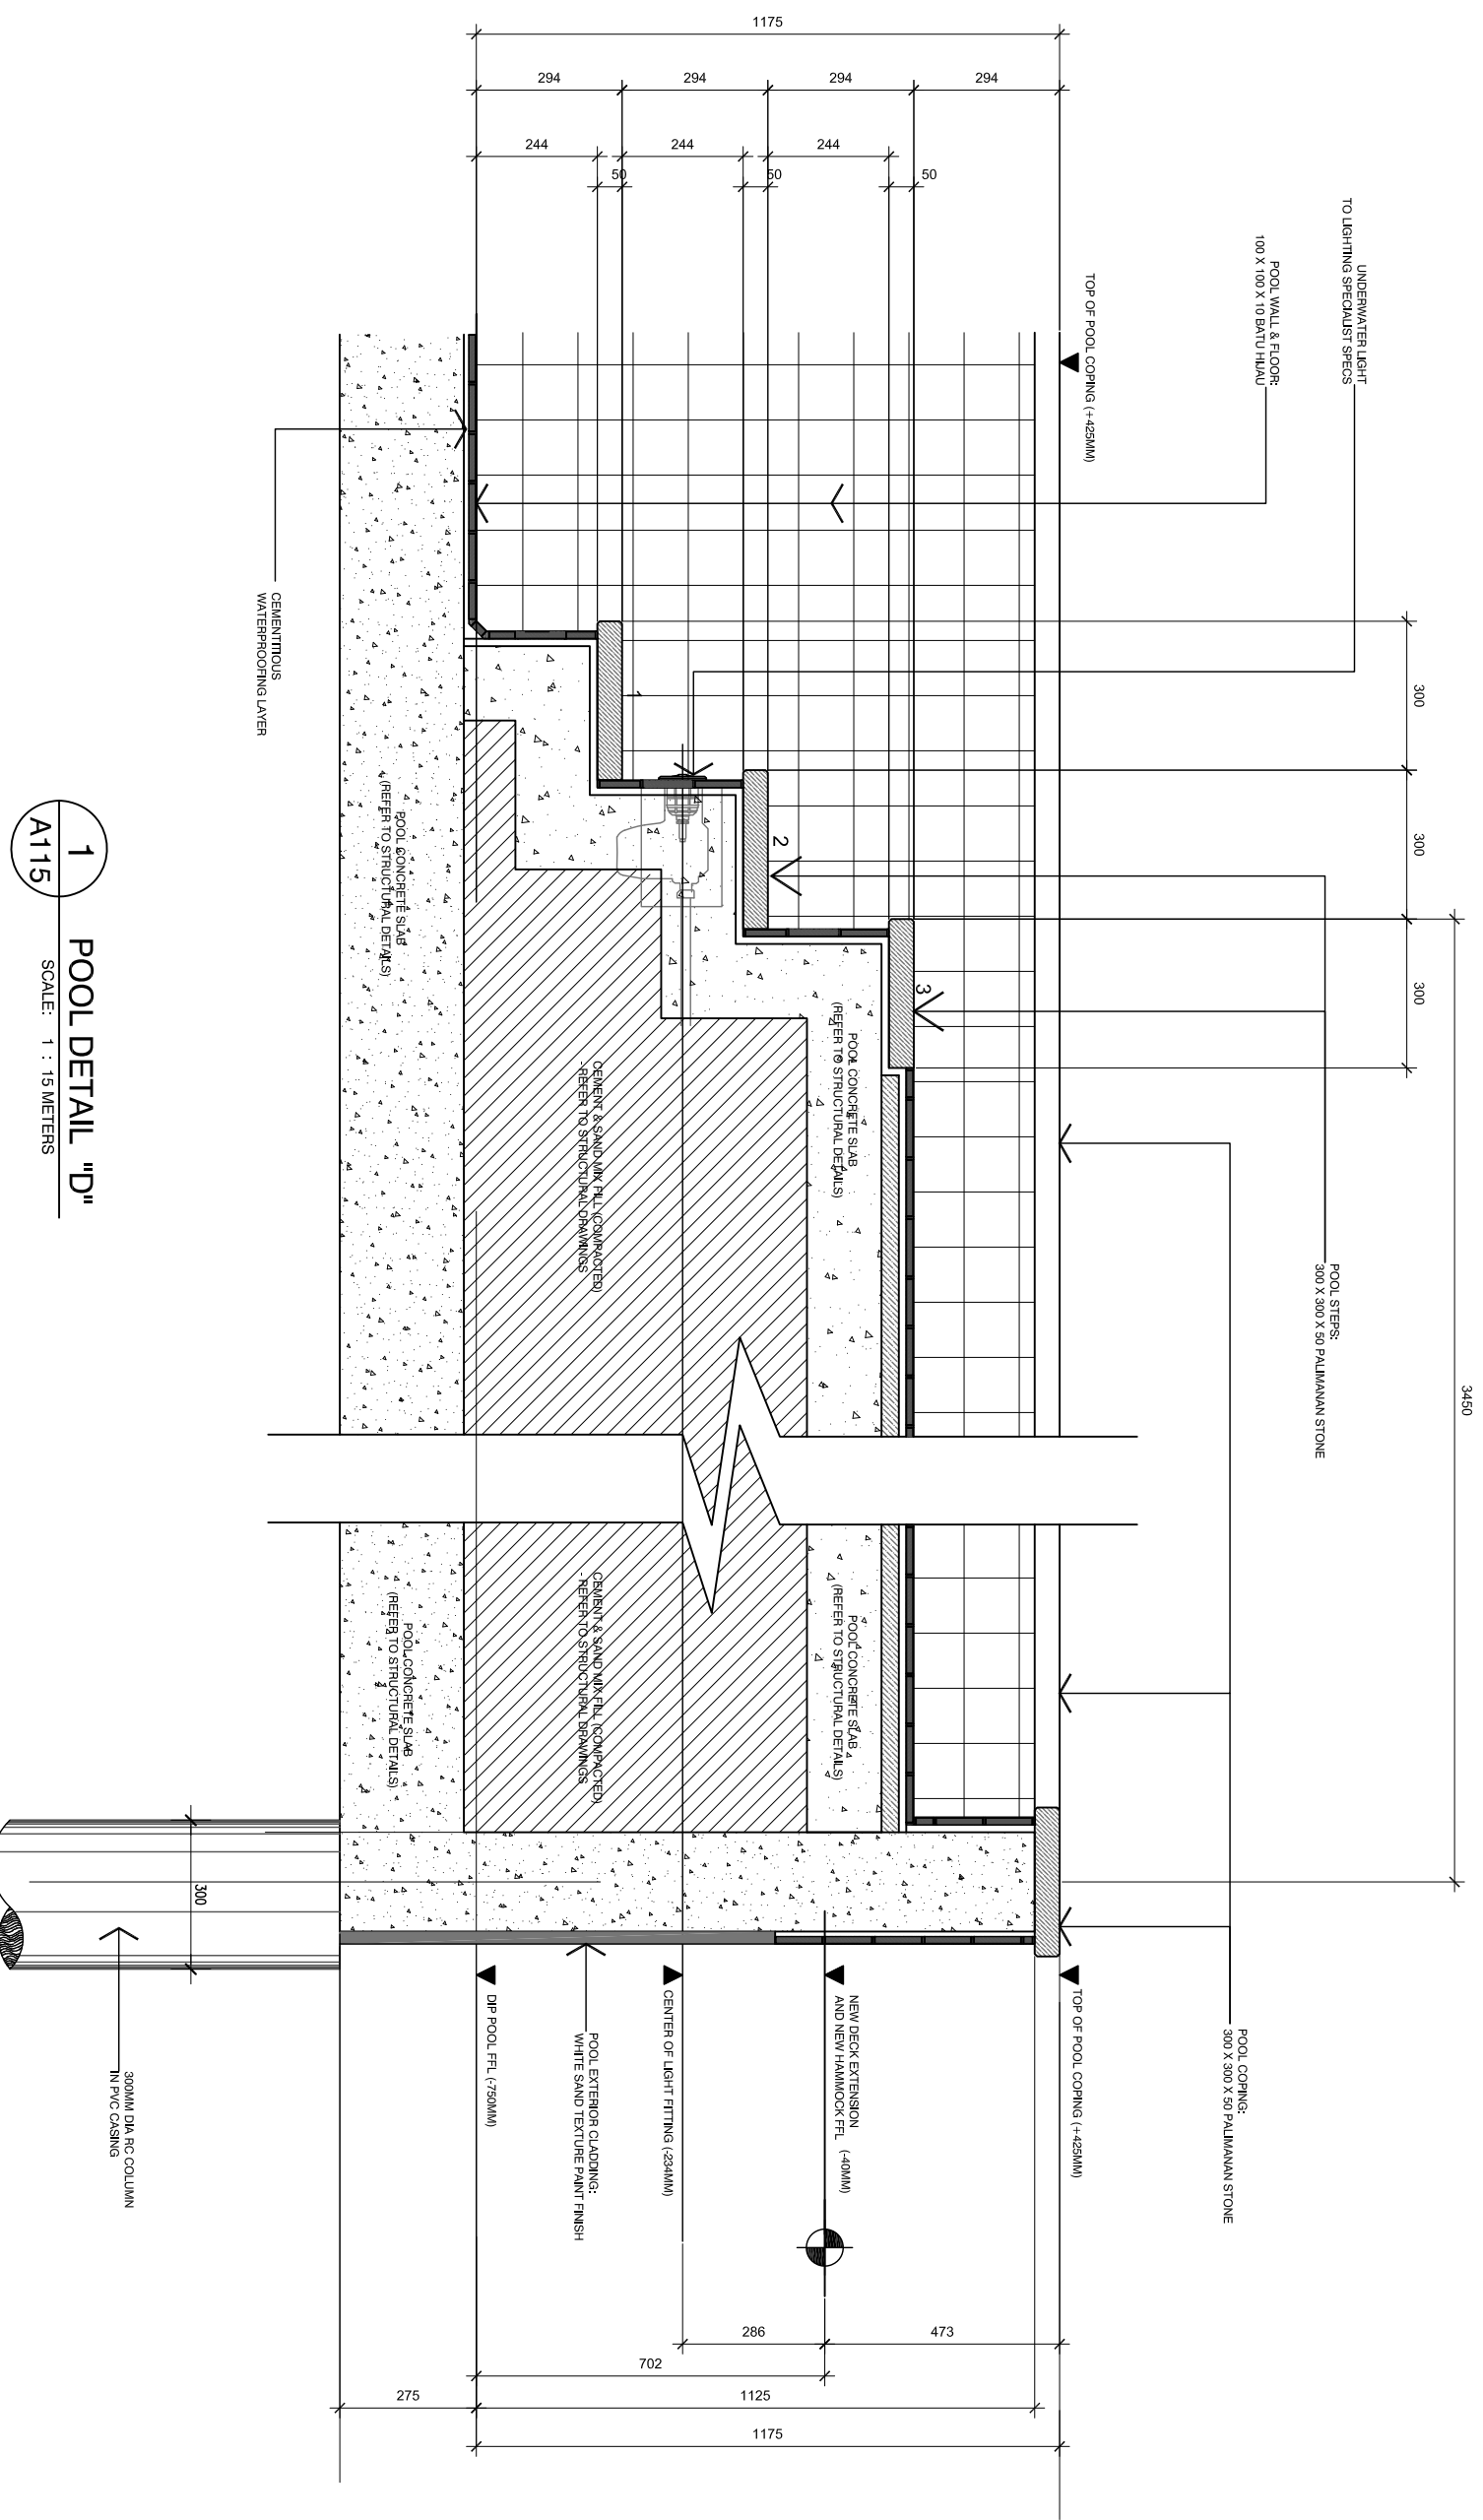 1175
294
294
294
294
244
244
244
50
50
50
UNDERWATER LIGHT
TO LIGHTING SPECIALIST SPECS
POOL WALL & FLOOR:
100 X 100 X 10 BATU HIJAU
TOP OF POOL COPING (+425MM)
300
300
300
3450
POOL STEPS:
300 X 300 X 50 PALIMANAN STONE
POOL COPING:
300 X 300 X 50 PALIMANAN STONE
1
2
3
POOL CONCRETE SLAB
(REFER TO STRUCTURAL DETAILS)
CEMENT & SAND MIX FILL (COMPACTED)
- REFER TO STRUCTURAL DRAWINGS
POOL CONCRETE SLAB
(REFER TO STRUCTURAL DETAILS)
POOL CONCRETE SLAB
(REFER TO STRUCTURAL DETAILS)
CEMENT & SAND MIX FILL (COMPACTED)
- REFER TO STRUCTURAL DRAWINGS
POOL CONCRETE SLAB
(REFER TO STRUCTURAL DETAILS)
CEMENTITIOUS
WATERPROOFING LAYER
TOP OF POOL COPING (+425MM)
NEW DECK EXTENSION
AND NEW HAMMOCK FFL (-40MM)
CENTER OF LIGHT FITTING (-234MM)
POOL EXTERIOR CLADDING:
WHITE SAND TEXTURE PAINT FINISH
DIP POOL FFL (-750MM)
300
300MM DIA RC COLUMN
IN PVC CASING
473
286
702
1125
275
1175
1
A115
POOL DETAIL "D"
SCALE: 1 : 15 METERS